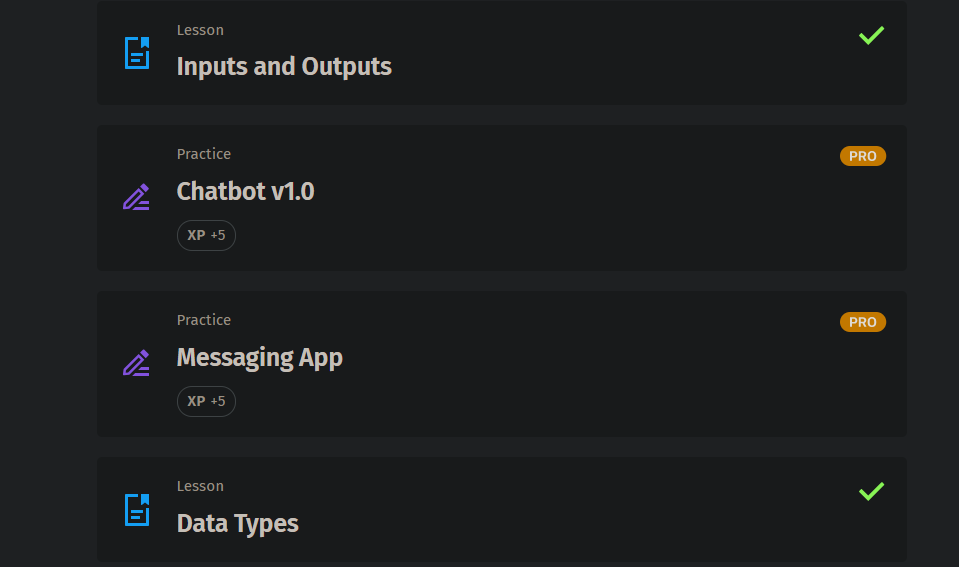 Lesson
Inputs and Outputs
Practice
PRO
Chatbot v1.0
XP +5
Practice
PRO
Messaging App
XP +5
Lesson
Data Types